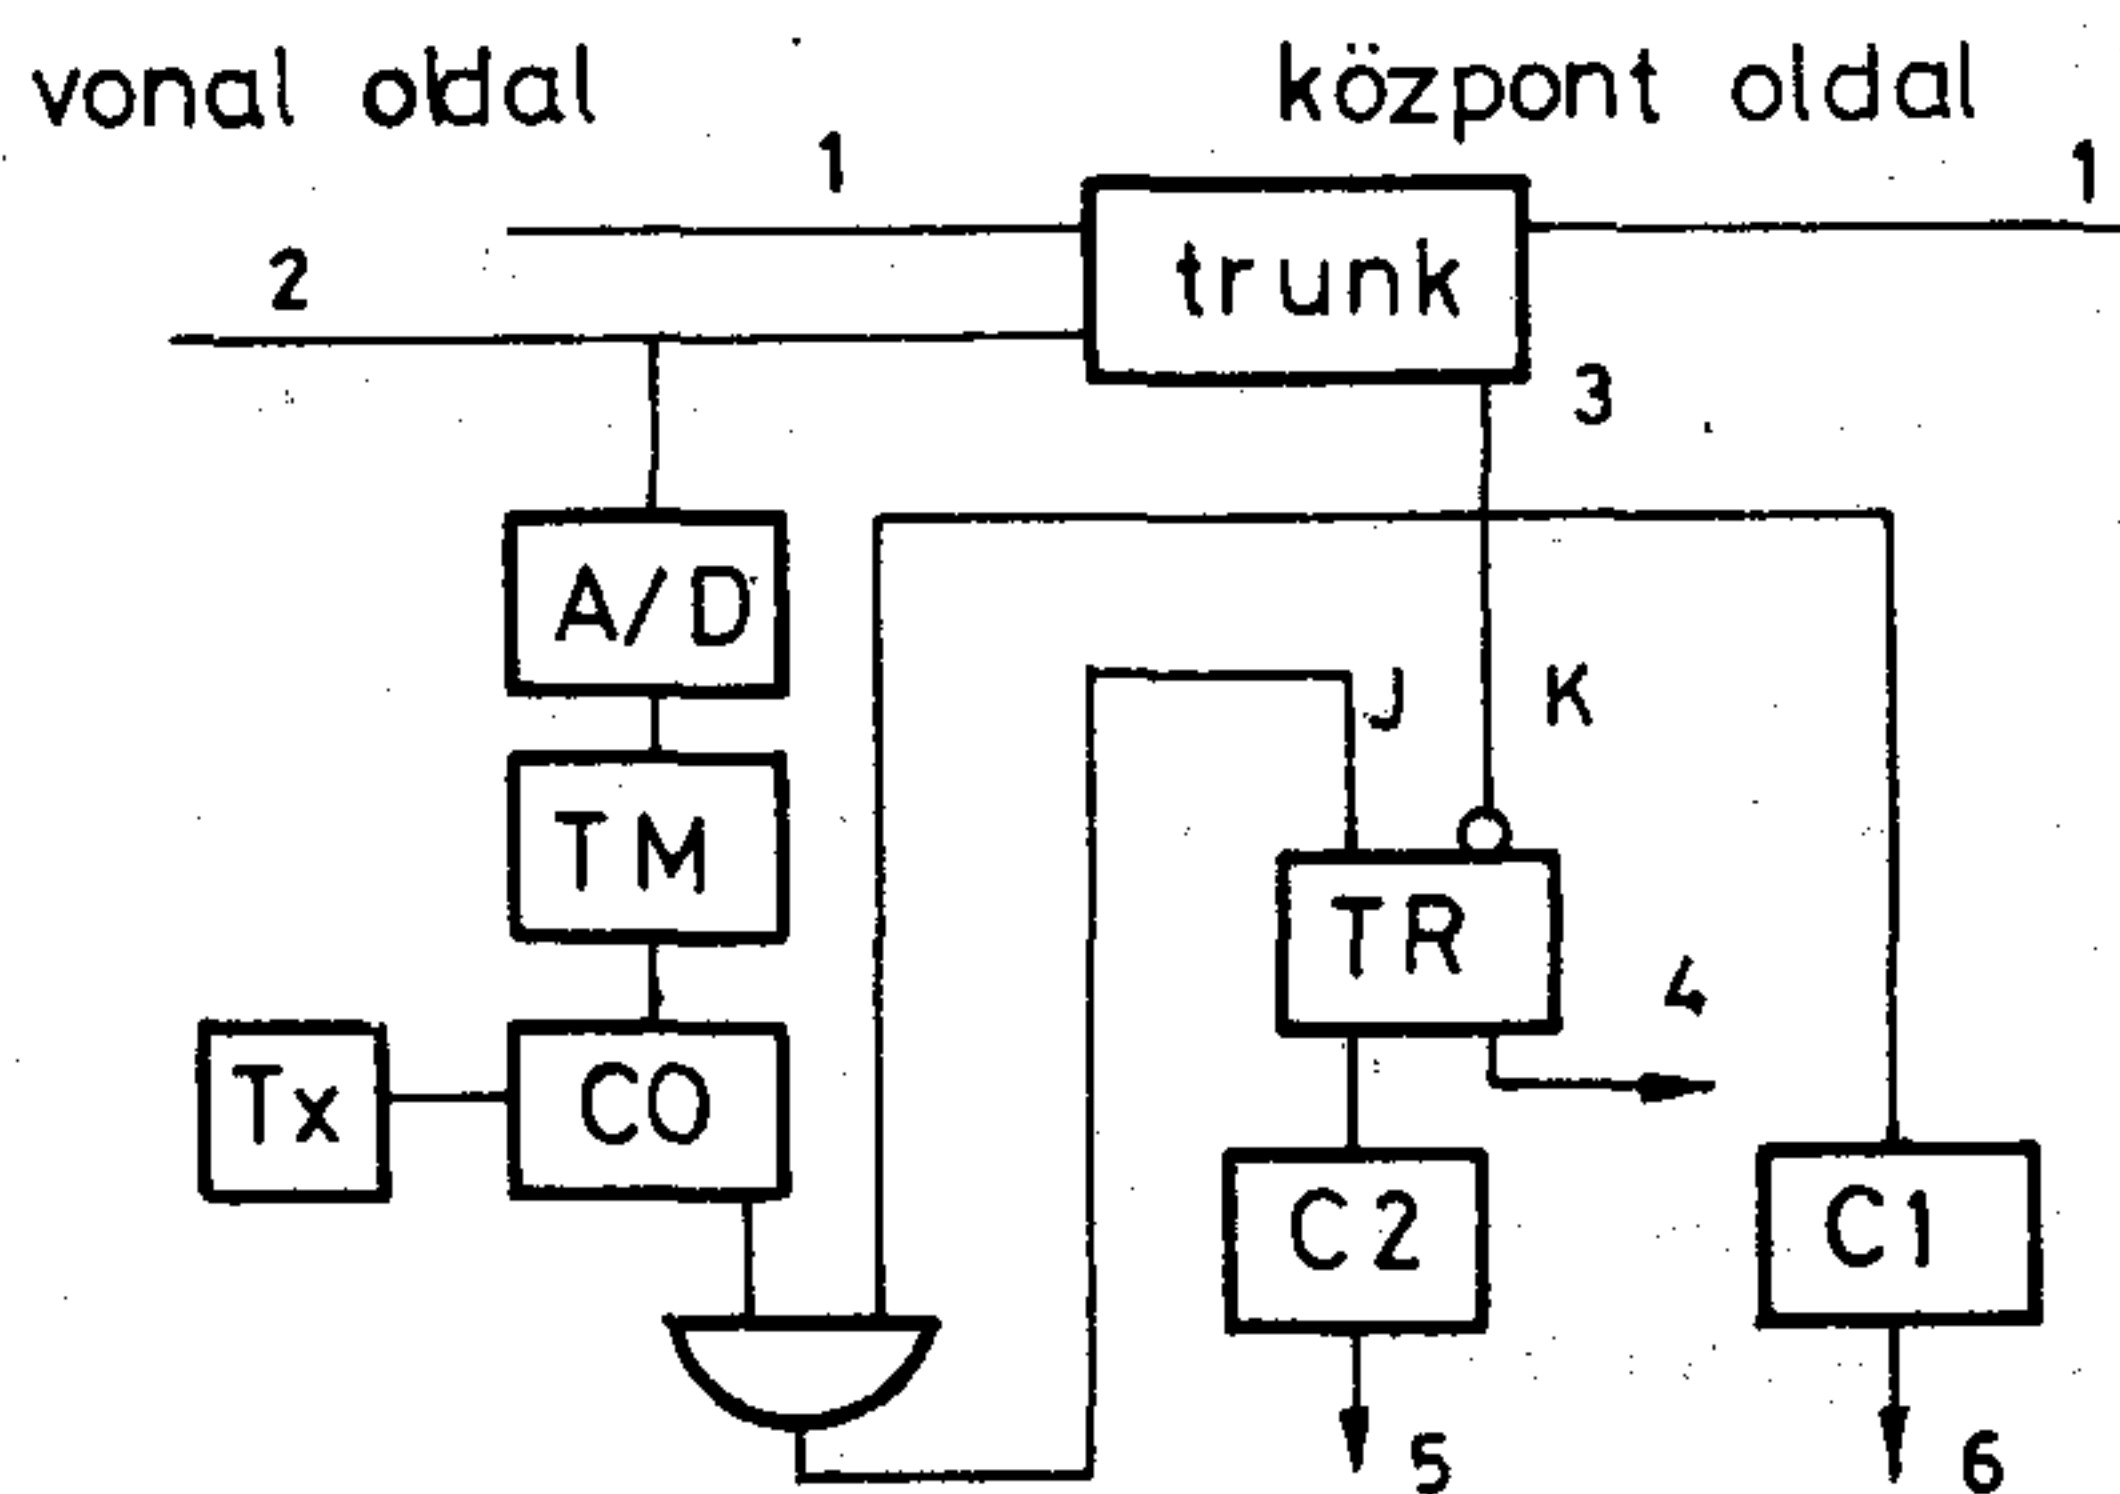 vonal oldal
központ oldal
1
1
2
trunk
3
A/D
J
K
TM
TR
4
Tx
CO
C2
C1
5
6